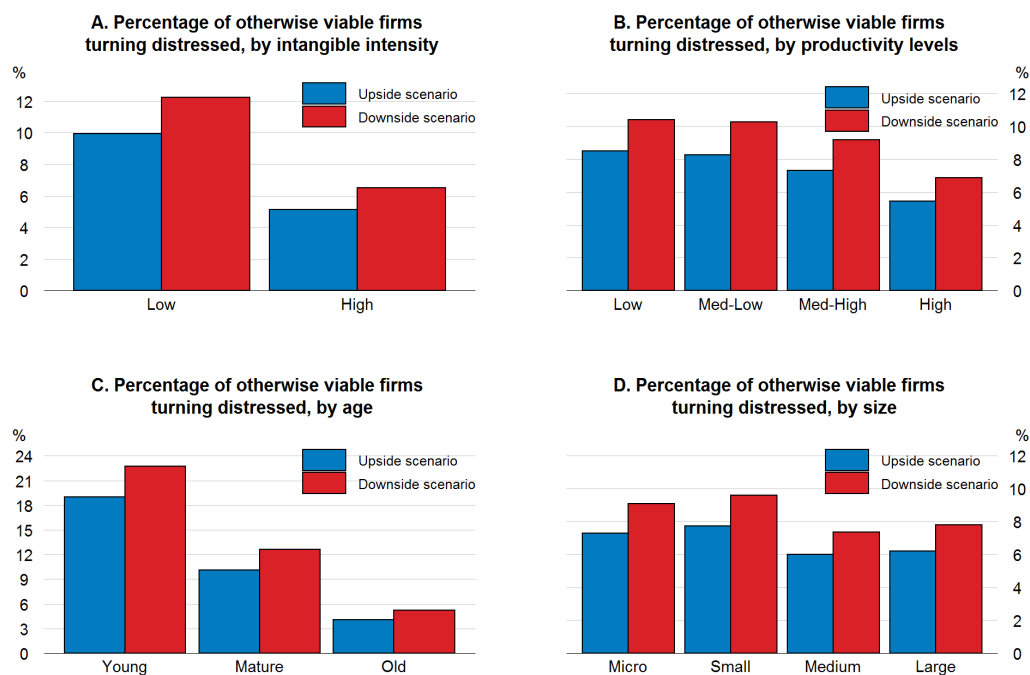 A. Percentage of otherwise viable firms
turning distressed, by intangible intensity
%
Upside scenario
Downside scenario
12
10
8
6
4
2
0
Low High
B. Percentage of otherwise viable firms
turning distressed, by productivity levels
%
Upside scenario
Downside scenario
12
10
8
6
4
2
0
Low Med-Low Med-High High
C. Percentage of otherwise viable firms
turning distressed, by age
%
Upside scenario
Downside scenario
24
21
18
15
12
9
6
3
0
Young Mature Old
D. Percentage of otherwise viable firms
turning distressed, by size
%
Upside scenario
Downside scenario
12
10
8
6
4
2
0
Micro Small Medium Large